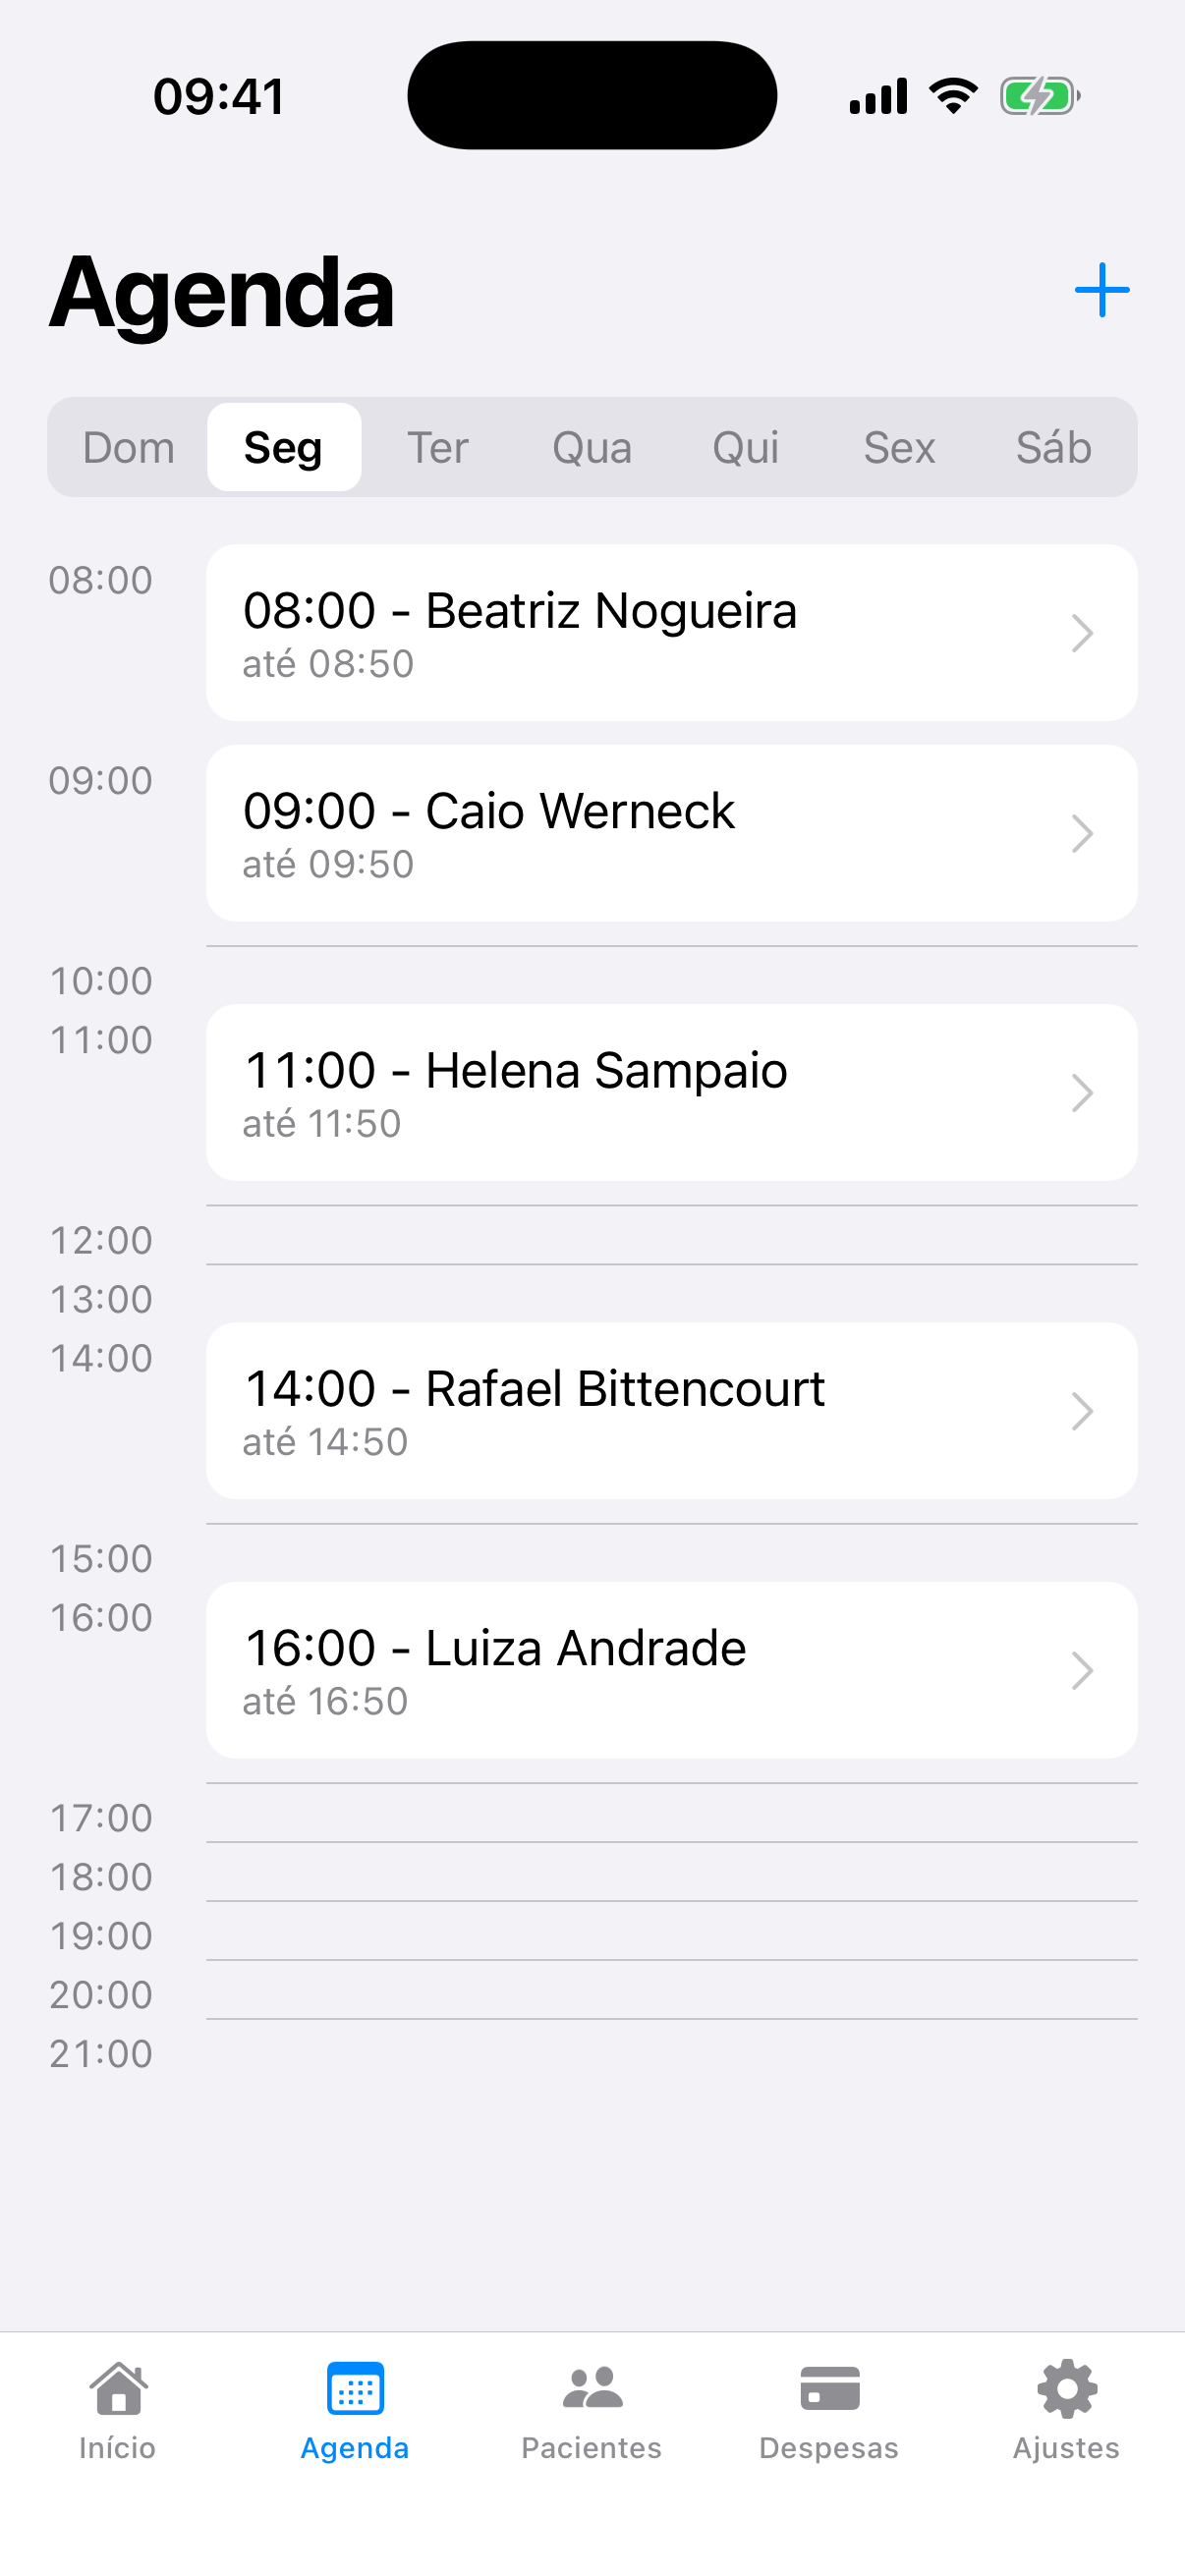 09:41
Agenda
Dom Seg Ter Qua Qui Sex Sáb
08:00
08:00 - Beatriz Nogueira
até 08:50
09:00
09:00 - Caio Werneck
até 09:50
10:00
11:00
11:00 - Helena Sampaio
até 11:50
12:00
13:00
14:00
14:00 - Rafael Bittencourt
até 14:50
15:00
16:00
16:00 - Luiza Andrade
até 16:50
17:00
18:00
19:00
20:00
21:00
Início Agenda Pacientes Despesas Ajustes